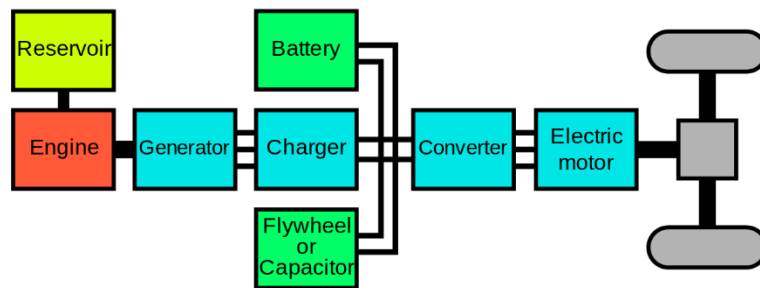 Reservoir
Battery
Engine
Generator
Charger
Converter
Electric
motor
Flywheel
or
Capacitor